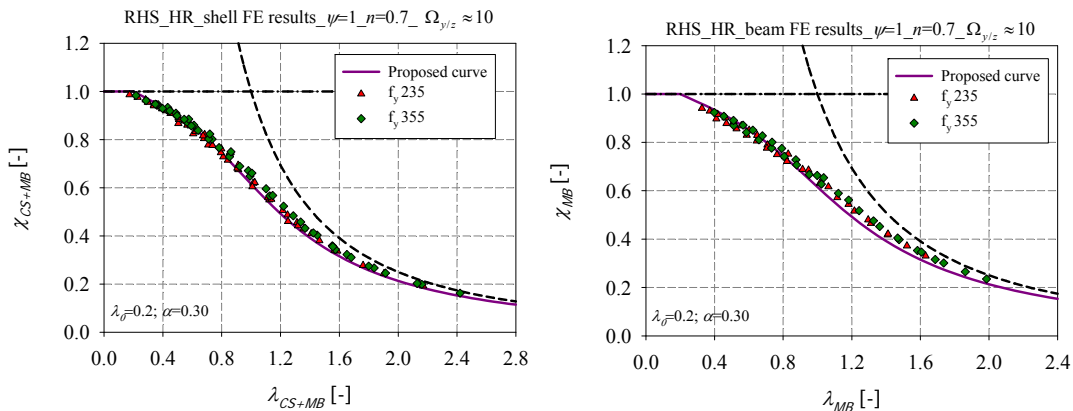 RHS_HR_shell FE results_ψ=1_n=0.7_ Ω_y/z ≈10
1.2
1.0
0.8
0.6
0.4
0.2
0.0
χ_CS+MB [-]
Proposed curve
f_y 235
f_y 355
λ_0=0.2; α=0.30
0.0 0.4 0.8 1.2 1.6 2.0 2.4 2.8
λ_CS+MB [-]
RHS_HR_beam FE results_ψ=1_n=0.7_Ω_y/z ≈10
1.2
1.0
0.8
0.6
0.4
0.2
0.0
χ_MB [-]
Proposed curve
f_y 235
f_y 355
λ_0=0.2; α=0.30
0.0 0.4 0.8 1.2 1.6 2.0 2.4
λ_MB [-]